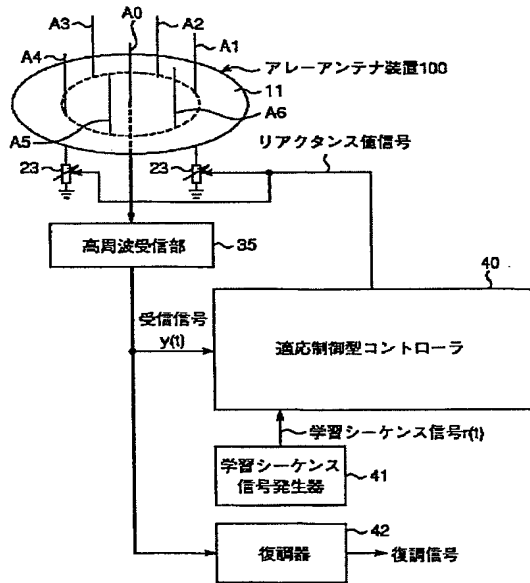 A0
A3
A2
A4
A1
アレーアンテナ装置100
11
A5
A6
リアクタンス値信号
23
23
高周波受信部
35
40
受信信号
y(t)
適応制御型コントローラ
学習シーケンス信号r(t)
学習シーケンス
信号発生器
41
42
復調器
復調信号